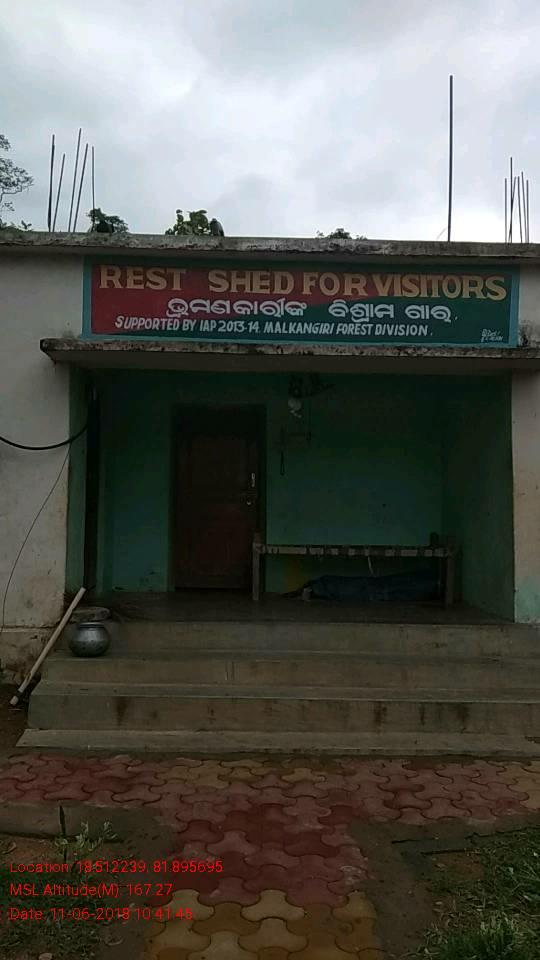 REST SHED FOR VISITORS
ଭ୍ରମଣକାରୀଙ୍କ ବିଶ୍ରାମ ଗାର୍
SUPPORTED BY IAP 2013-14. MALKANGIRI FOREST DIVISION.
Location: 18.512239, 81.895695
MSL Altitude(M): 167.27
Date: 11-06-2018 10:41:45